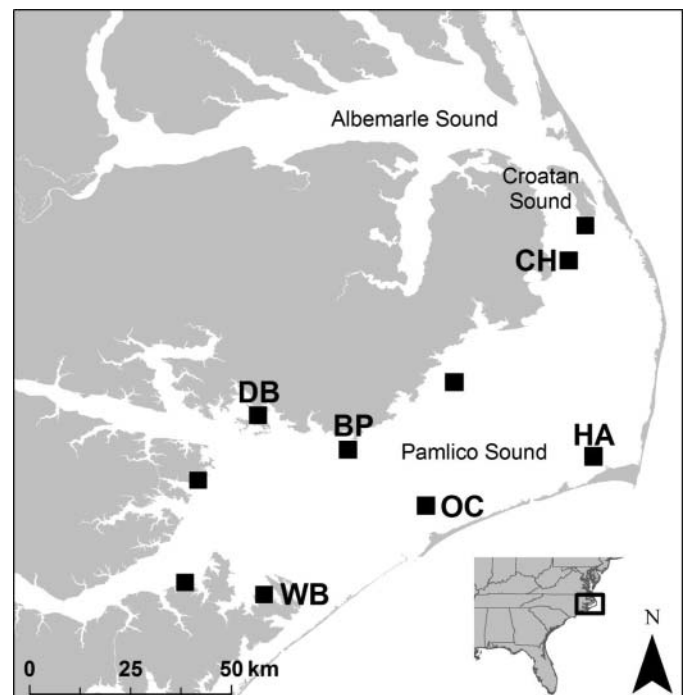 Albemarle Sound
Croatan
Sound
CH
DB
BP
HA
Pamlico Sound
OC
WB
N
0 25 50 km